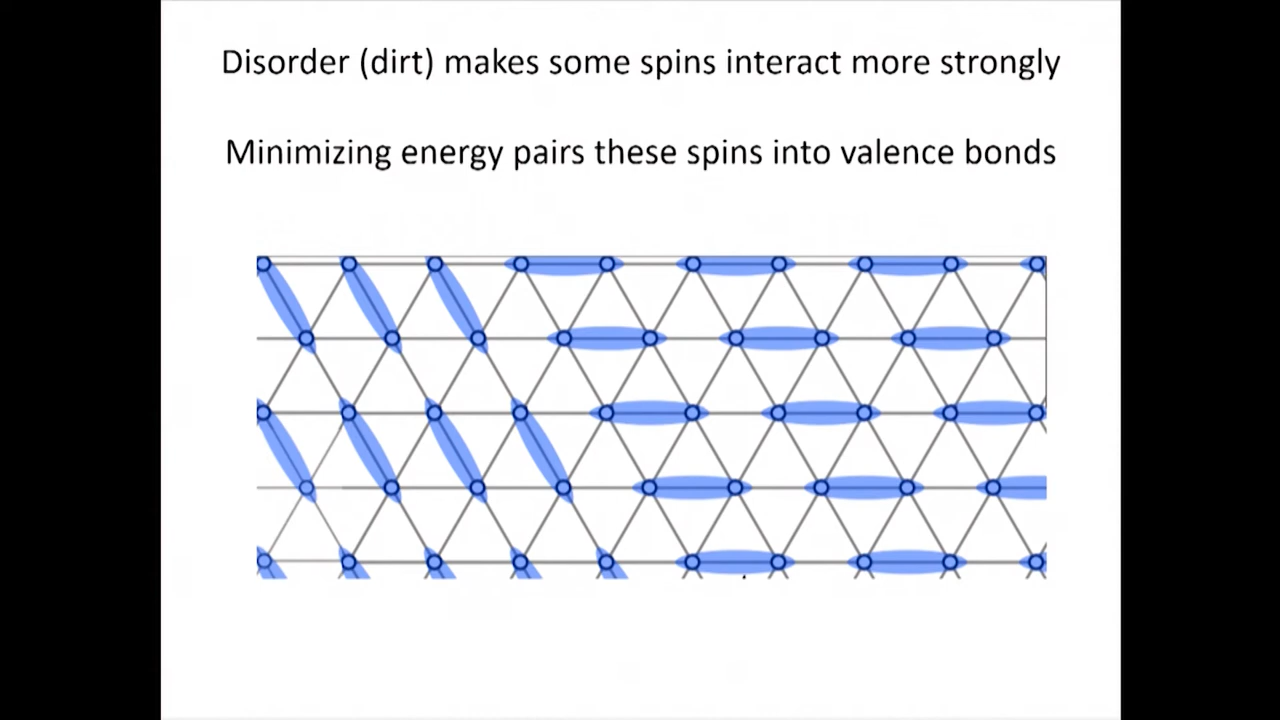 Disorder (dirt) makes some spins interact more strongly
Minimizing energy pairs these spins into valence bonds